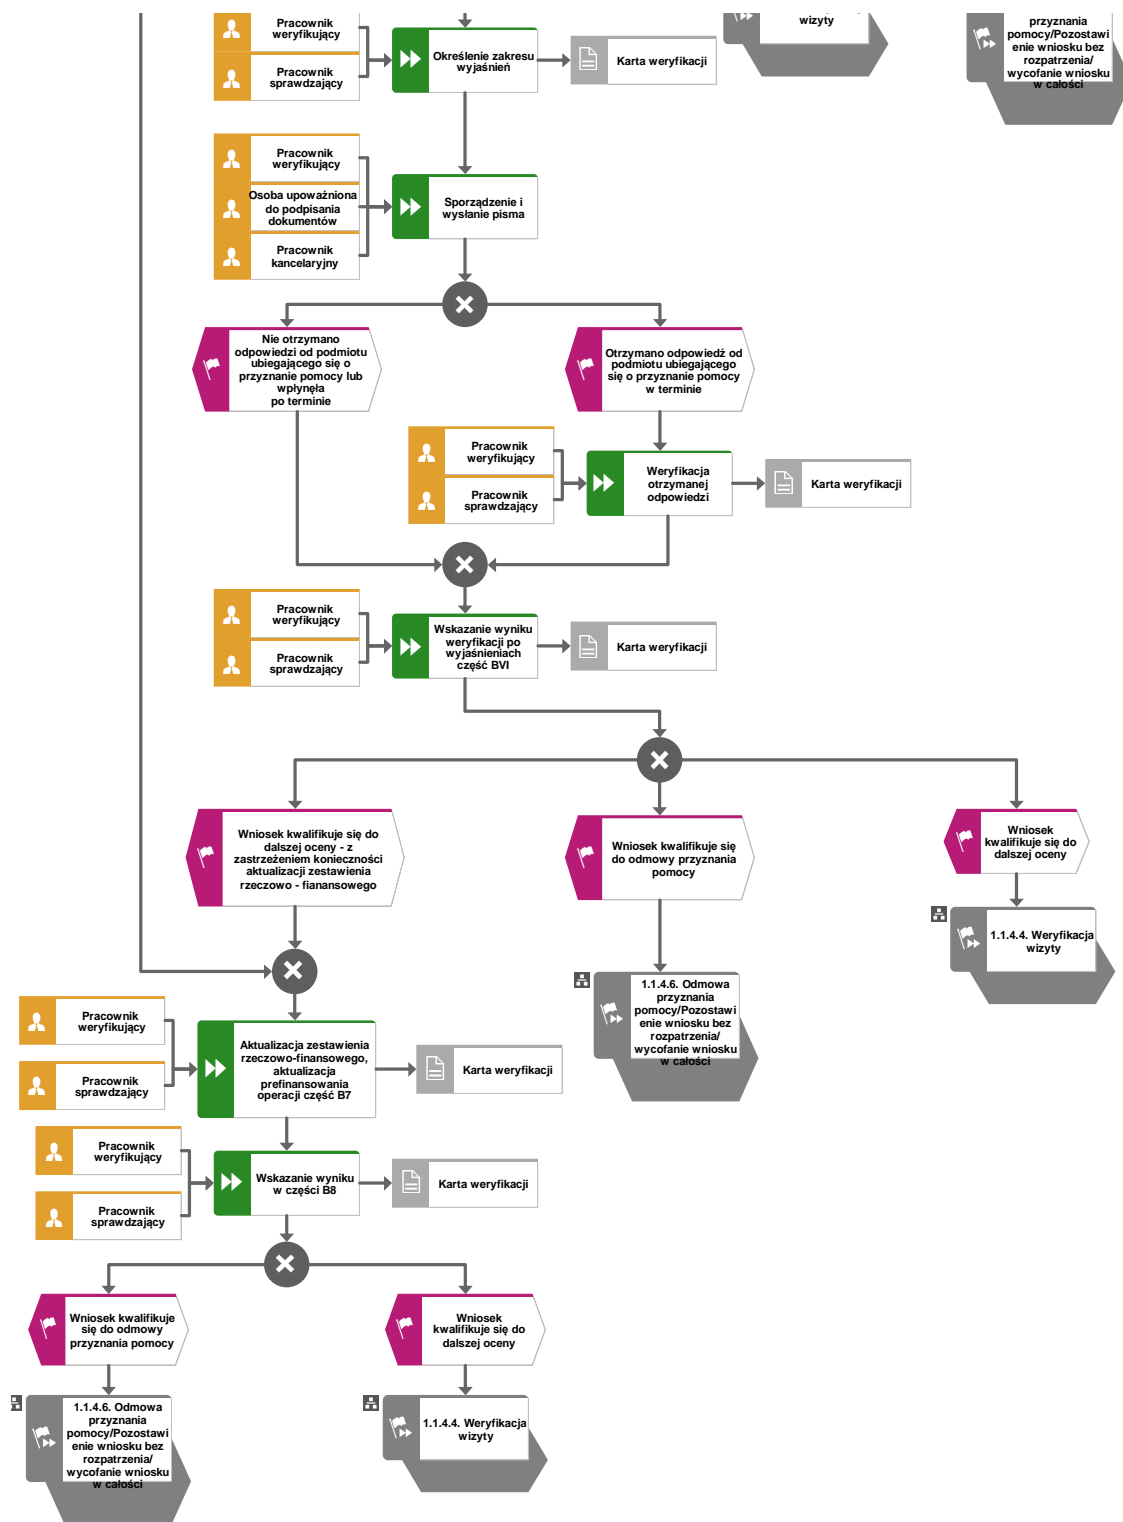 Pracownik
weryfikujący
wizyty
przyznania
pomocy/Pozostawi
enie wniosku bez
rozpatrzenia/
wycofanie wniosku
w całości
Pracownik
sprawdzający
Określenie zakresu
wyjaśnień
Karta weryfikacji
Pracownik
weryfikujący
Osoba upoważniona
do podpisania
dokumentów
Pracownik
kancelaryjny
Sporządzenie i
wysłanie pisma
Nie otrzymano
odpowiedzi od podmiotu
ubiegającego się o
przyznanie pomocy lub
wpłynęła
po terminie
Otrzymano odpowiedź od
podmiotu ubiegającego
się o przyznanie pomocy
w terminie
Pracownik
weryfikujący
Pracownik
sprawdzający
Weryfikacja
otrzymanej
odpowiedzi
Karta weryfikacji
Pracownik
weryfikujący
Pracownik
sprawdzający
Wskazanie wyniku
weryfikacji po
wyjaśnieniach
część BVI
Karta weryfikacji
Wniosek kwalifikuje się do
dalszej oceny - z
zastrzeżeniem konieczności
aktualizacji zestawienia
rzeczowo - fianansowego
Wniosek kwalifikuje się
do odmowy przyznania
pomocy
Wniosek
kwalifikuje się do
dalszej oceny
1.1.4.4. Weryfikacja
wizyty
1.1.4.6. Odmowa
przyznania
pomocy/Pozostawi
enie wniosku bez
rozpatrzenia/
wycofanie wniosku
w całości
Pracownik
weryfikujący
Pracownik
sprawdzający
Aktualizacja zestawienia
rzeczowo-finansowego,
aktualizacja
prefinansowania
operacji część B7
Karta weryfikacji
Pracownik
weryfikujący
Pracownik
sprawdzający
Wskazanie wyniku
w części B8
Karta weryfikacji
Wniosek kwalifikuje
się do odmowy
przyznania pomocy
Wniosek
kwalifikuje się do
dalszej oceny
1.1.4.6. Odmowa
przyznania
pomocy/Pozostawi
enie wniosku bez
rozpatrzenia/
wycofanie wniosku
w całości
1.1.4.4. Weryfikacja
wizyty